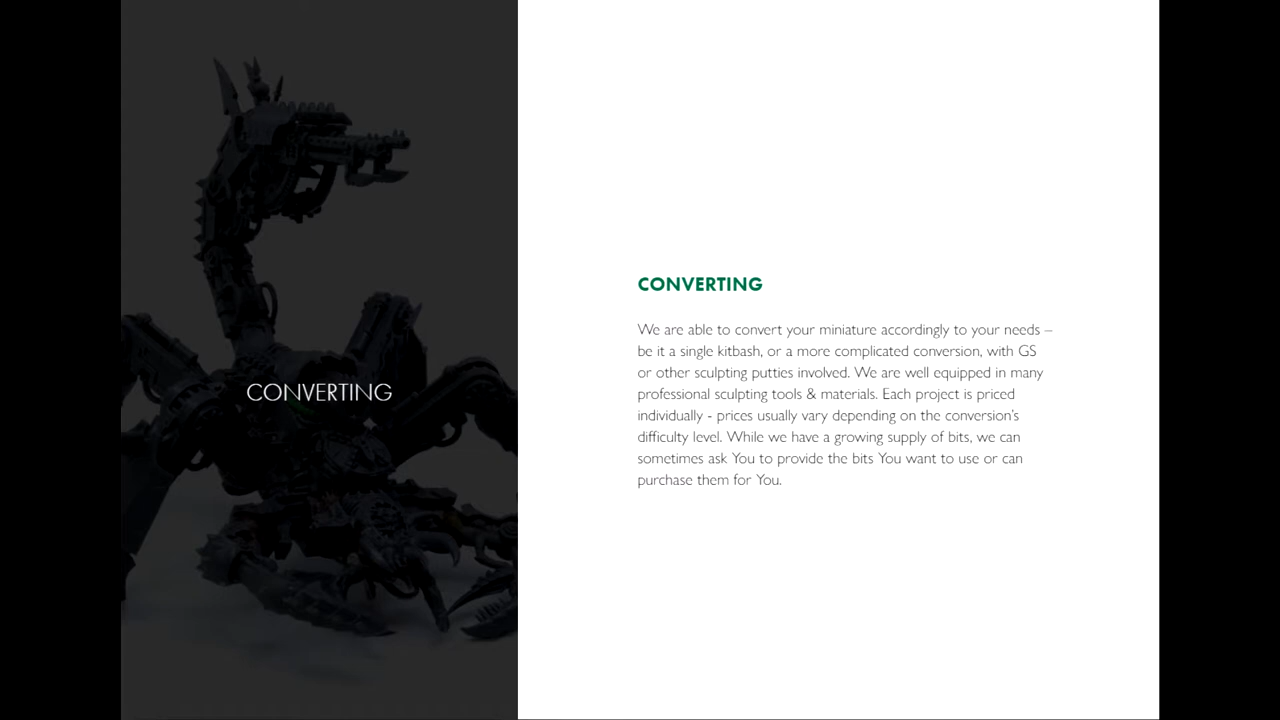 CONVERTING
CONVERTING
We are able to convert your miniature accordingly to your needs –
be it a single kitbash, or a more complicated conversion, with GS
or other sculpting putties involved. We are well equipped in many
professional sculpting tools & materials. Each project is priced
individually - prices usually vary depending on the conversion's
difficulty level. While we have a growing supply of bits, we can
sometimes ask You to provide the bits You want to use or can
purchase them for You.